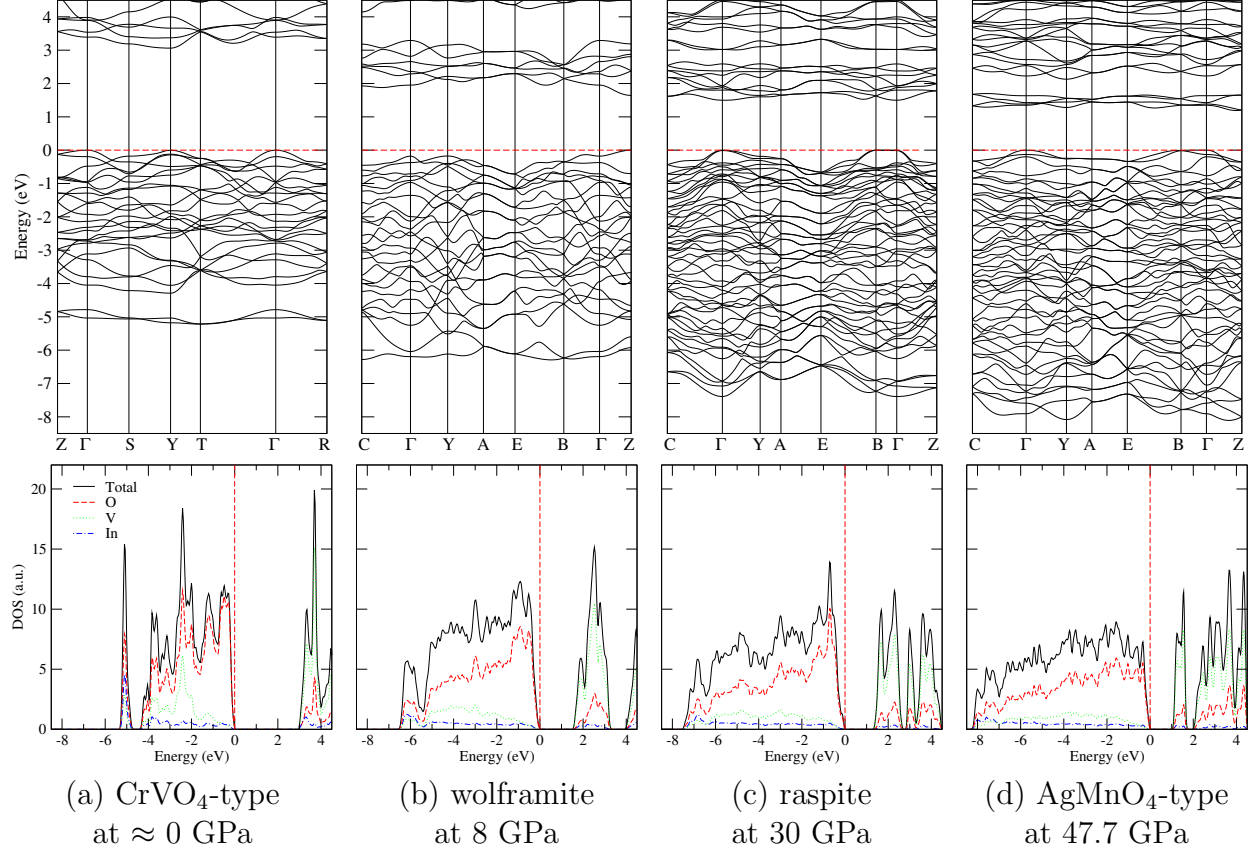 4
3
2
1
0
-1
-2
-3
-4
-5
-6
-7
-8
Energy (eV)
Z Γ S Y T Γ R
C Γ Y A E B Γ Z
C Γ Y A E B Γ Z
C Γ Y A E B Γ Z
20
15
10
5
0
DOS (a.u.)
Total
O
V
In
-8 -6 -4 -2 0 2 4
-8 -6 -4 -2 0 2 4
-8 -6 -4 -2 0 2 4
-8 -6 -4 -2 0 2 4
Energy (eV)
Energy (eV)
Energy (eV)
Energy (eV)
(a) CrVO₄-type
at ≈ 0 GPa
(b) wolframite
at 8 GPa
(c) raspite
at 30 GPa
(d) AgMnO₄-type
at 47.7 GPa